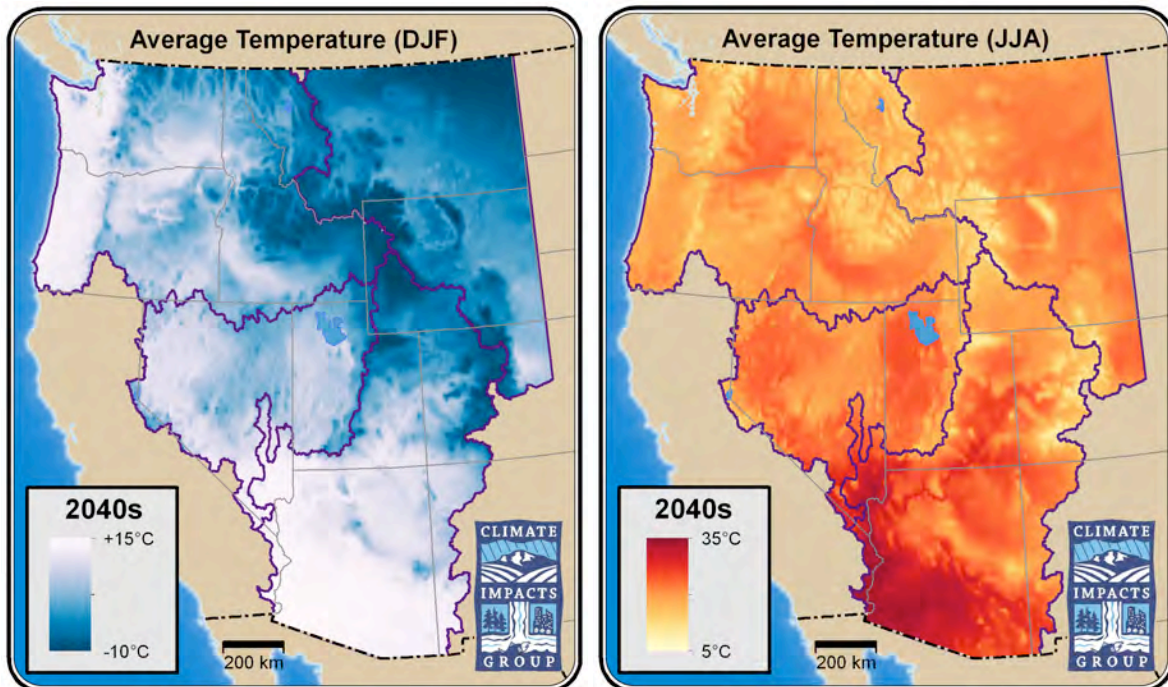 Average Temperature (DJF)
2040s
+15°C
-10°C
200 km
CLIMATE
IMPACTS
GROUP
Average Temperature (JJA)
2040s
35°C
5°C
200 km
CLIMATE
IMPACTS
GROUP